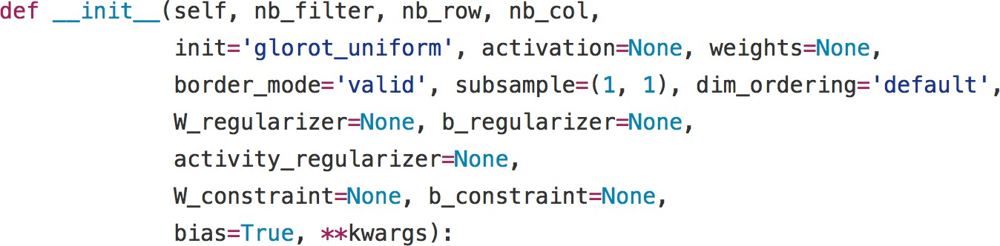 def __init__(self, nb_filter, nb_row, nb_col,
init='glorot_uniform', activation=None, weights=None,
border_mode='valid', subsample=(1, 1), dim_ordering='default',
W_regularizer=None, b_regularizer=None,
activity_regularizer=None,
W_constraint=None, b_constraint=None,
bias=True, **kwargs):